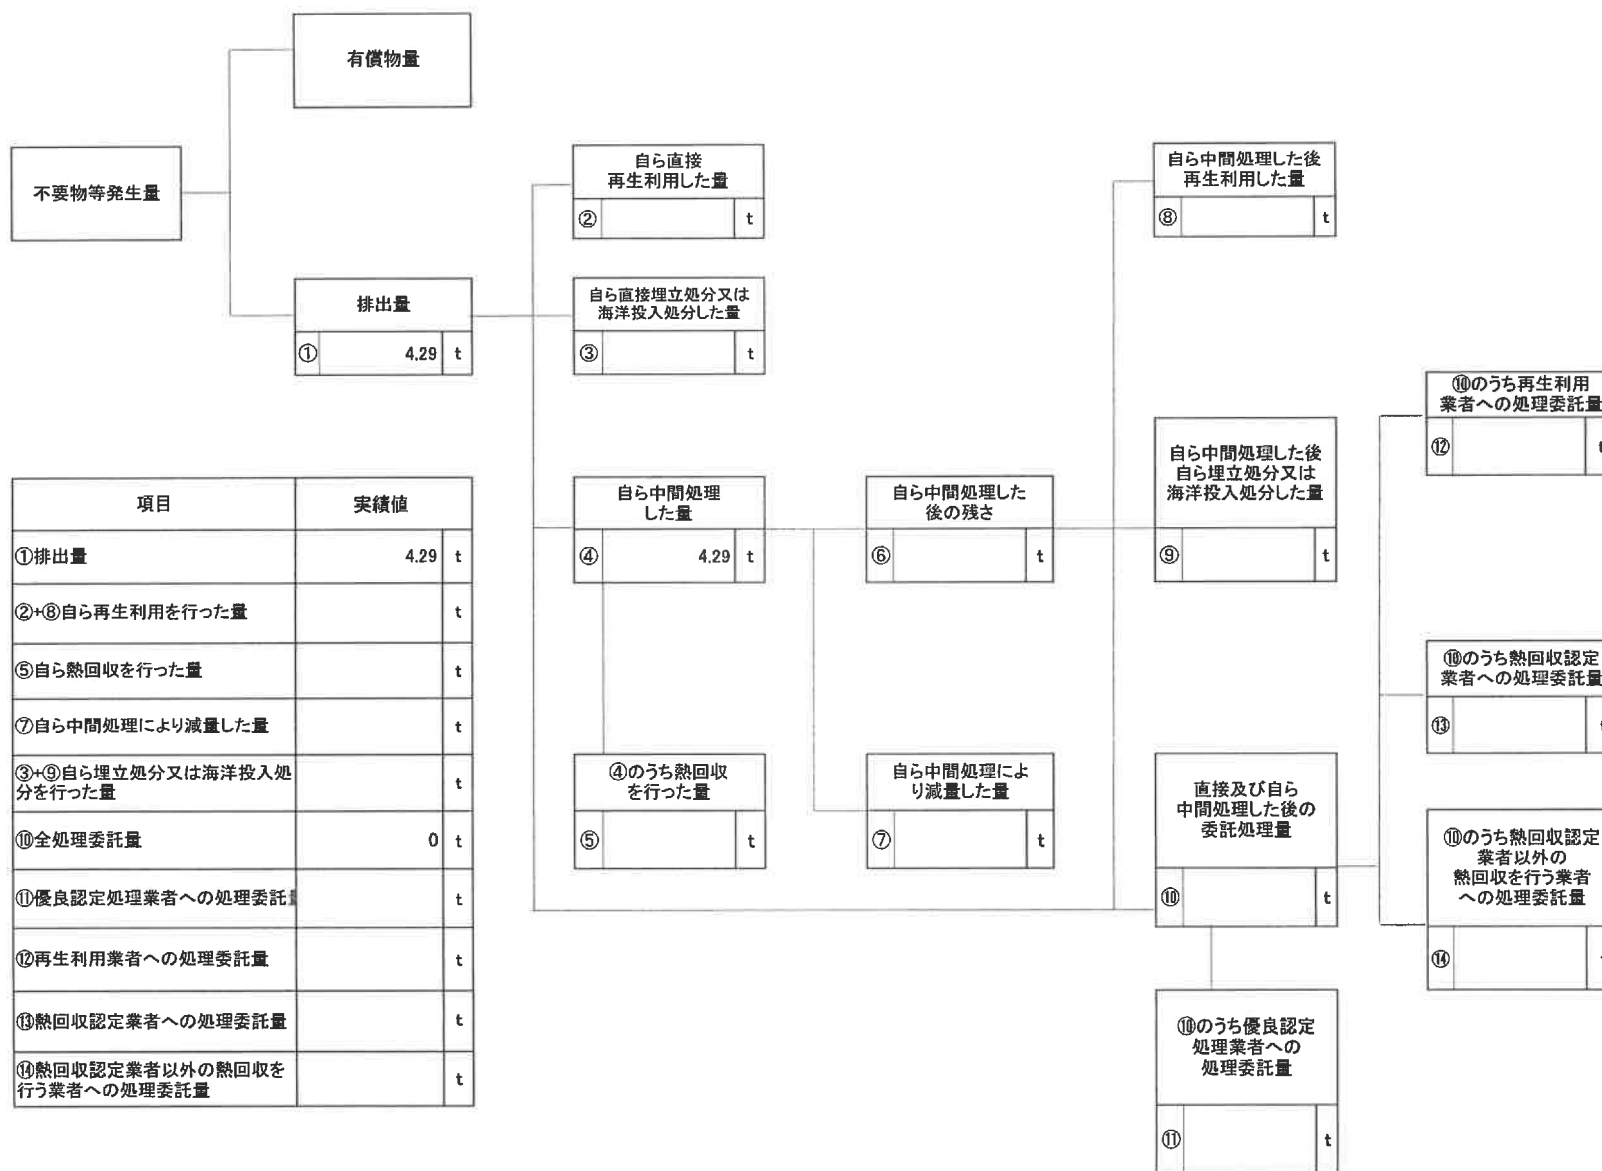 有償物量
不要物等発生量
排出量
① 4.29 t
自ら直接
再生利用した量
② t
自ら直接埋立処分又は
海洋投入処分した量
③ t
自ら中間処理
した量
④ 4.29 t
④のうち熱回収
を行った量
⑤ t
自ら中間処理した
後の残さ
⑥ t
自ら中間処理によ
り減量した量
⑦ t
自ら中間処理した後
再生利用した量
⑧ t
自ら中間処理した後
自ら埋立処分又は
海洋投入処分した量
⑨ t
直接及び自ら
中間処理した後の
委託処理量
⑩ t
⑩のうち優良認定
処理業者への
処理委託量
⑪ t
⑩のうち再生利用
業者への処理委託量
⑫ t
⑩のうち熱回収認定
業者への処理委託量
⑬
⑩のうち熱回収認定
業者以外の
熱回収を行う業者
への処理委託量
⑭
項目 実績値
①排出量 4.29 t
②+⑧自ら再生利用を行った量 t
⑤自ら熱回収を行った量 t
⑦自ら中間処理により減量した量 t
③+⑨自ら埋立処分又は海洋投入処
分を行った量 t
⑩全処理委託量 0 t
⑪優良認定処理業者への処理委託 t
⑫再生利用業者への処理委託量 t
⑬熱回収認定業者への処理委託量 t
⑭熱回収認定業者以外の熱回収を
行う業者への処理委託量 t